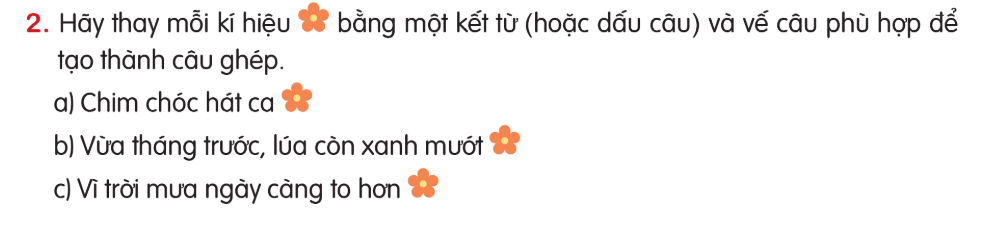 2. Hãy thay mỗi kí hiệu bằng một kết từ (hoặc dấu câu) và vế câu phù hợp để
tạo thành câu ghép.
a) Chim chóc hát ca
b) Vừa tháng trước, lúa còn xanh mướt
c) Vì trời mưa ngày càng to hơn